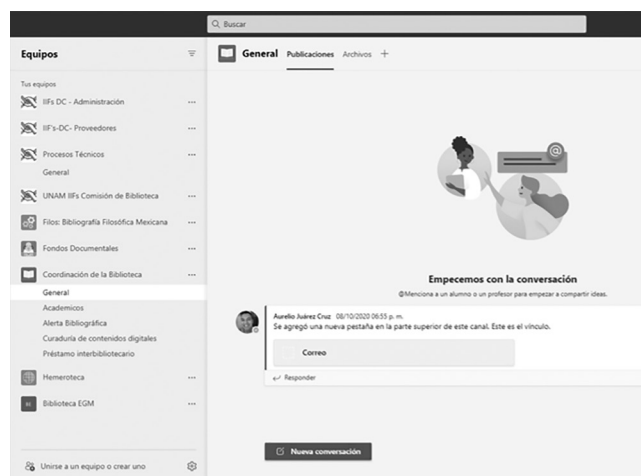 Buscar
Equipos
General Publicaciones Archivos +
Tus equipos
IIFs DC - Administración ...
IIF's-DC- Proveedores ...
Procesos Técnicos ...
General
UNAM IIFs Comisión de Biblioteca ...
Filos: Bibliografía Filosófica Mexicana ...
Fondos Documentales ...
Coordinación de la Biblioteca ...
General
Academicos
Alerta Bibliográfica
Curaduría de contenidos digitales
Préstamo interbibliotecario
Hemeroteca ...
Biblioteca EGM ...
Unirse a un equipo o crear uno
@
Empecemos con la conversación
@Menciona a un alumno o un profesor para empezar a compartir ideas.
Aurelio Juárez Cruz 08/10/2020 06:55 p. m.
Se agregó una nueva pestaña en la parte superior de este canal. Este es el vínculo.
Correo
Responder
Nueva conversación